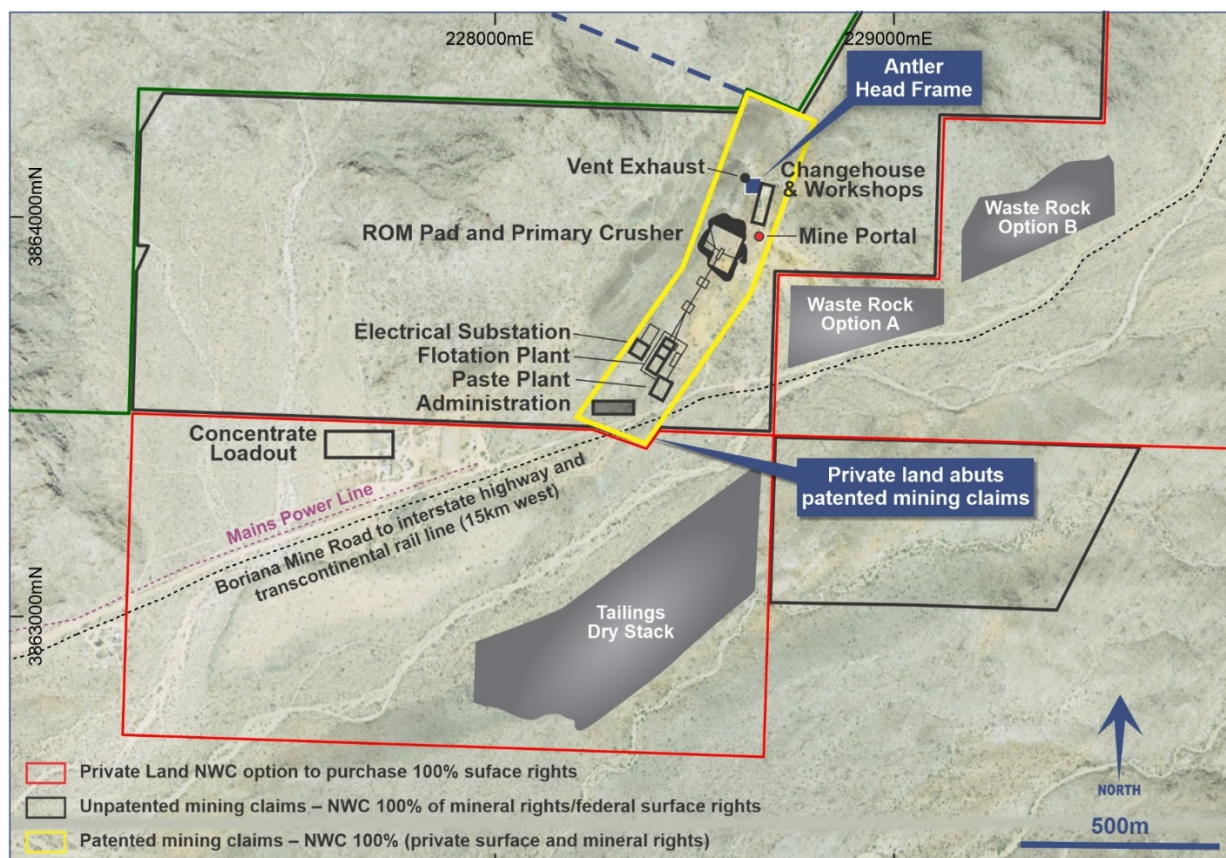 228000mE
229000mE
Antler
Head Frame
Vent Exhaust
Changehouse
& Workshops
3864000mN
ROM Pad and Primary Crusher
Mine Portal
Waste Rock
Option B
Waste Rock
Option A
Electrical Substation
Flotation Plant
Paste Plant
Administration
Concentrate
Loadout
Private land abuts
patented mining claims
Mains Power Line
Boriana Mine Road to interstate highway and
transcontinental rail line (15km west)
3863000mN
Tailings
Dry Stack
Private Land NWC option to purchase 100% suface rights
Unpatented mining claims – NWC 100% of mineral rights/federal surface rights
Patented mining claims – NWC 100% (private surface and mineral rights)
NORTH
500m